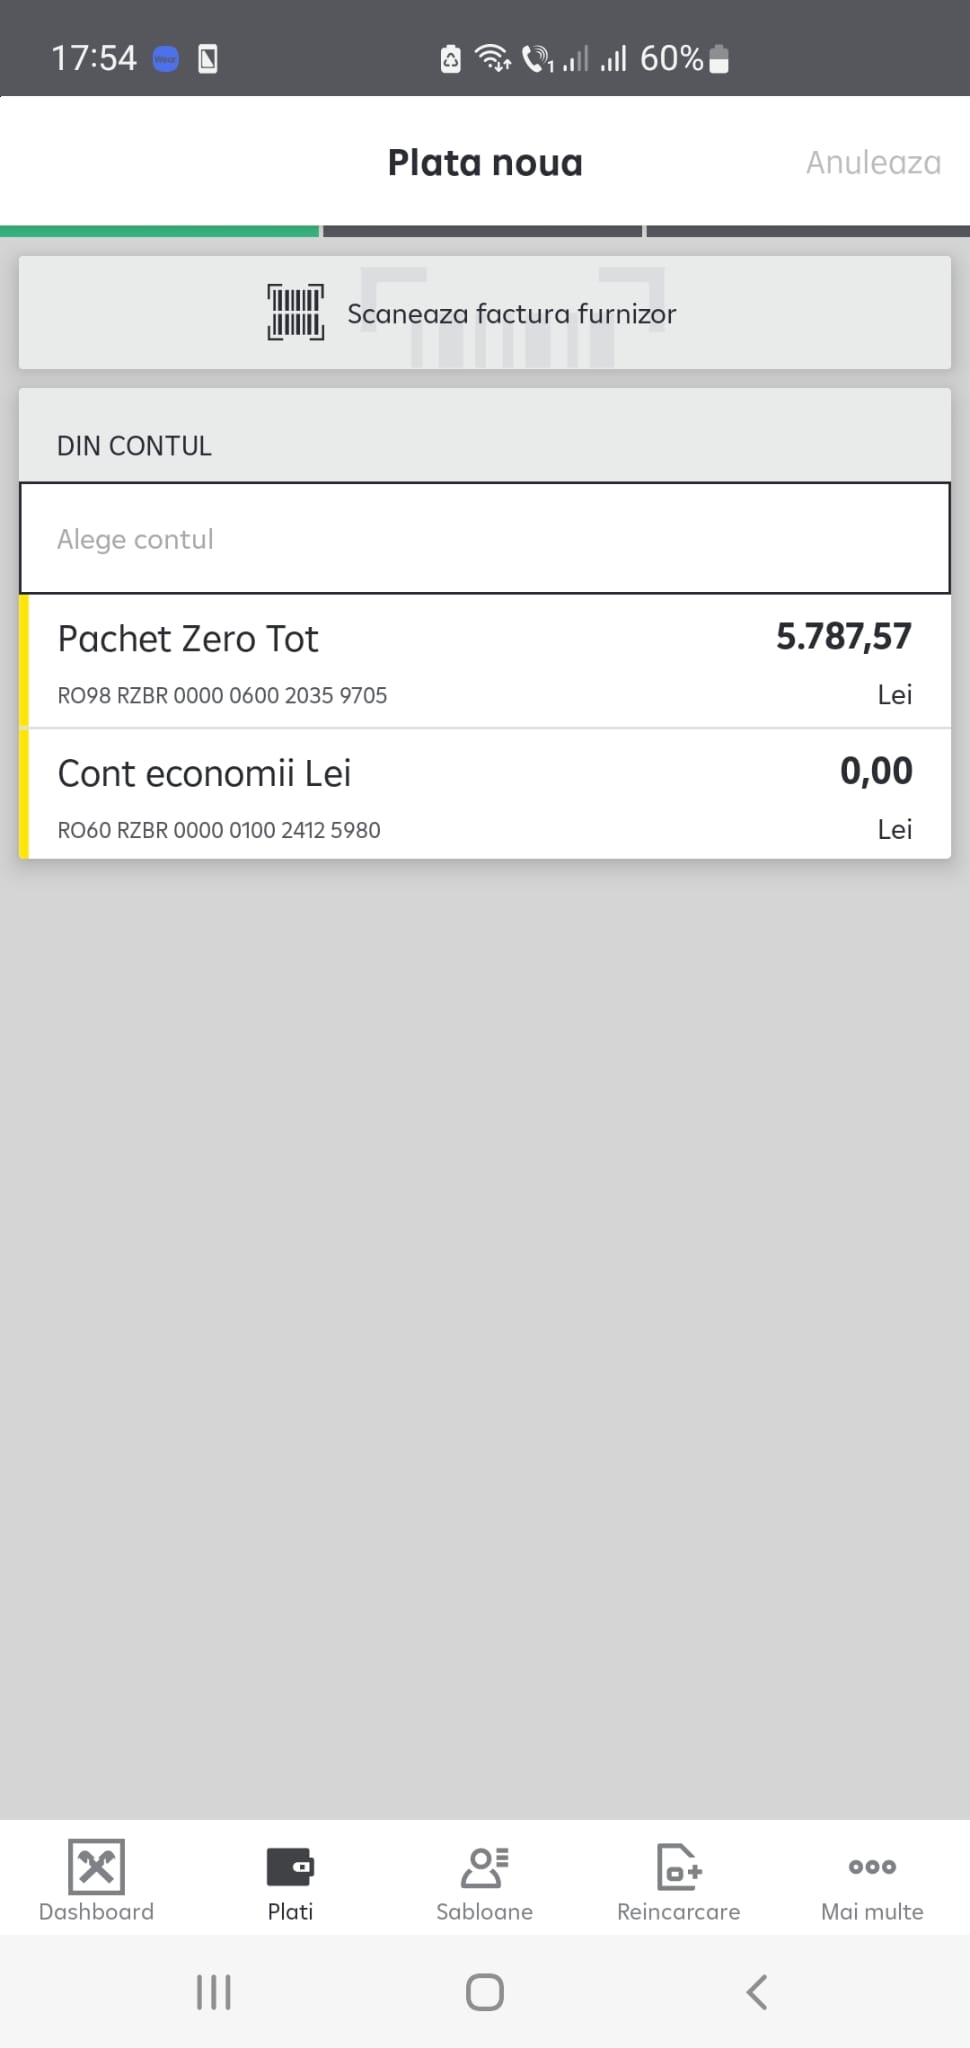 17:54
Wear
1
60%
Plata noua
Anuleaza
Scaneaza factura furnizor
DIN CONTUL
Alege contul
Pachet Zero Tot
5.787,57
RO98 RZBR 0000 0600 2035 9705
Lei
Cont economii Lei
0,00
RO60 RZBR 0000 0100 2412 5980
Lei
Dashboard
Plati
Sabloane
Reincarcare
Mai multe